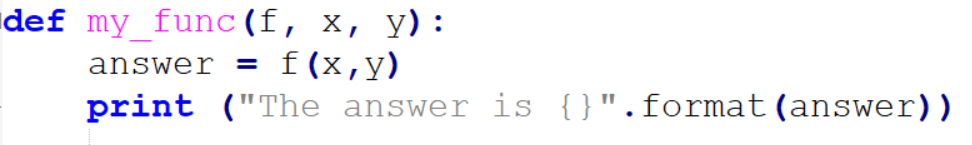 def my_func(f, x, y):
    answer = f(x,y)
    print ("The answer is {}".format(answer))